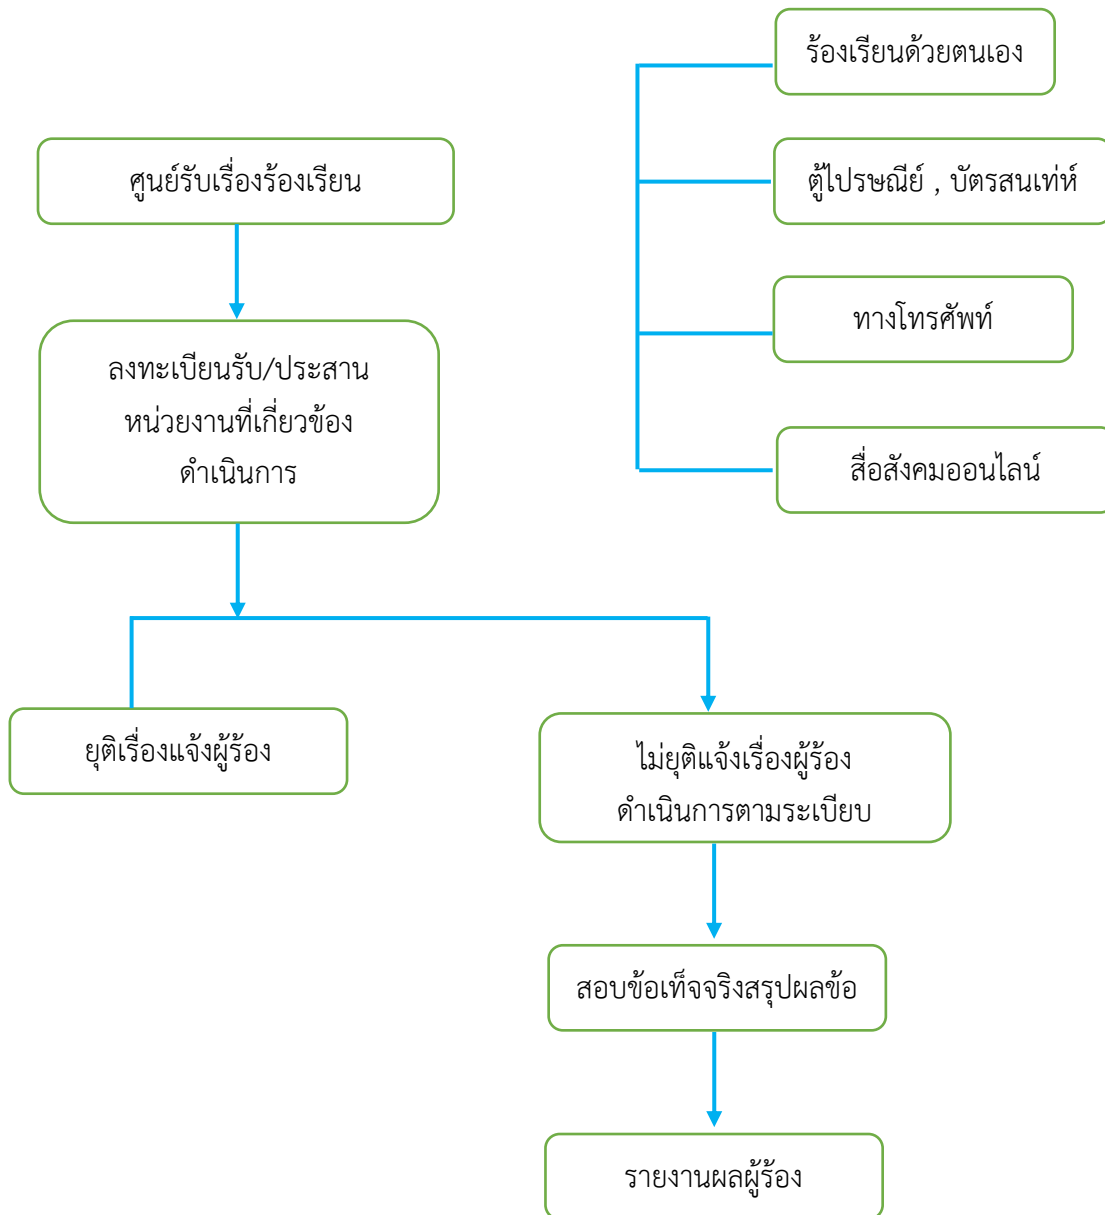 ร้องเรียนด้วยตนเอง
ศูนย์รับเรื่องร้องเรียน
ตู้ไปรษณีย์ , บัตรสนเท่ห์
ทางโทรศัพท์
ลงทะเบียนรับ/ประสาน
หน่วยงานที่เกี่ยวข้อง
ดำเนินการ
สื่อสังคมออนไลน์
ยุติเรื่องแจ้งผู้ร้อง
ไม่ยุติแจ้งเรื่องผู้ร้อง
ดำเนินการตามระเบียบ
สอบข้อเท็จจริงสรุปผลข้อ
รายงานผลผู้ร้อง